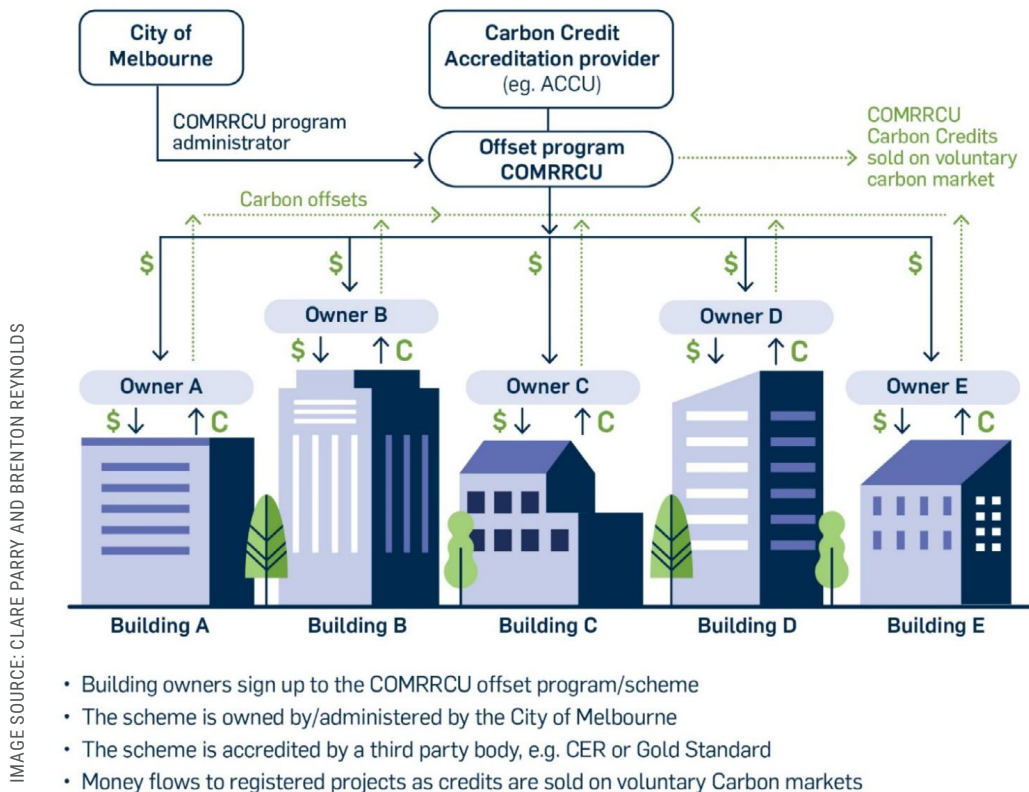 City of
Melbourne
Carbon Credit
Accreditation provider
(eg. ACCU)
COMRRCU program
administrator
Offset program
COMRRCU
COMRRCU
Carbon Credits
sold on voluntary
carbon market
Carbon offsets
$ $ $ $ $
Owner B
$ C
Owner D
$ C
Owner A
$ C
Owner C
$ C
Owner E
$ C
Building A Building B Building C Building D Building E
• Building owners sign up to the COMRRCU offset program/scheme
• The scheme is owned by/administered by the City of Melbourne
• The scheme is accredited by a third party body, e.g. CER or Gold Standard
• Money flows to registered projects as credits are sold on voluntary Carbon markets
IMAGE SOURCE: CLARE PARRY AND BRENTON REYNOLDS